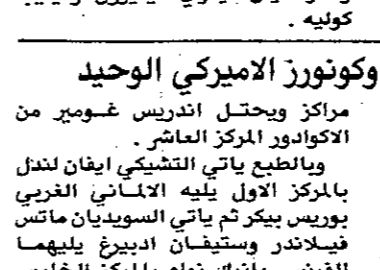 كوليه .
وكونورز الاميركي الوحيد
مراكز ويحتل اندريس غومير من
الاكوادور المركز العاشر .
وبالطبع ياتي التشيكي ايفان لندل
بالمركز الاول يليه الالماني الغربي
بوريس بيكر ثم ياتي السويديان ماتس
فيلاندر وستيفان ادبيرغ يليهما